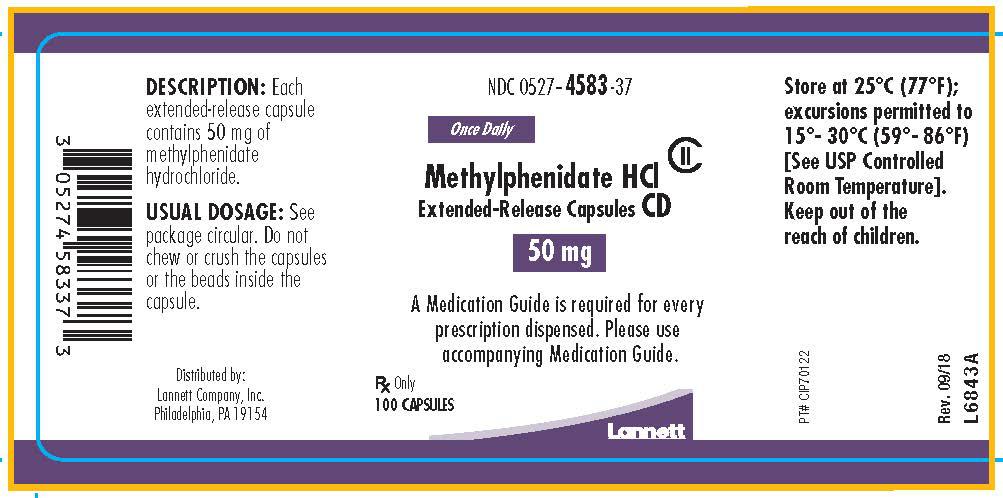 3 05274 58337 3
DESCRIPTION: Each
extended-release capsule
contains 50 mg of
methylphenidate
hydrochloride.
USUAL DOSAGE: See
package circular. Do not
chew or crush the capsules
or the beads inside the
capsule.
Distributed by:
Lannett Company, Inc.
Philadelphia, PA 19154
NDC 0527-4583-37
Once Daily
CII
Methylphenidate HCl
Extended-Release Capsules CD
50 mg
A Medication Guide is required for every
prescription dispensed. Please use
accompanying Medication Guide.
Rx Only
100 CAPSULES
Lannett
Store at 25°C (77°F);
excursions permitted to
15°- 30°C (59°- 86°F)
[See USP Controlled
Room Temperature].
Keep out of the
reach of children.
PT# CIP70122
Rev. 09/18
L6843A